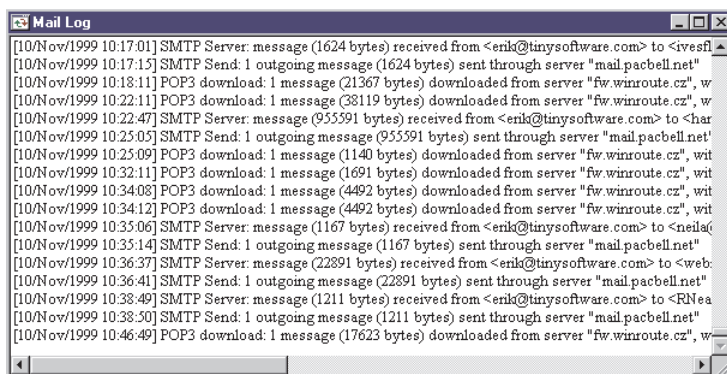 Mail Log
[10/Nov/1999 10:17:01] SMTP Server: message (1624 bytes) received from <erik@tinysoftware.com> to <ivesfl
[10/Nov/1999 10:17:15] SMTP Send: 1 outgoing message (1624 bytes) sent through server "mail.pacbell.net"
[10/Nov/1999 10:18:11] POP3 download: 1 message (21367 bytes) downloaded from server "fw.winroute.cz", w
[10/Nov/1999 10:22:11] POP3 download: 1 message (38119 bytes) downloaded from server "fw.winroute.cz", w
[10/Nov/1999 10:22:47] SMTP Server: message (955591 bytes) received from <erik@tinysoftware.com> to <har
[10/Nov/1999 10:25:05] SMTP Send: 1 outgoing message (955591 bytes) sent through server "mail.pacbell.net"
[10/Nov/1999 10:25:09] POP3 download: 1 message (1140 bytes) downloaded from server "fw.winroute.cz", wit
[10/Nov/1999 10:32:11] POP3 download: 1 message (1691 bytes) downloaded from server "fw.winroute.cz", wit
[10/Nov/1999 10:34:08] POP3 download: 1 message (4492 bytes) downloaded from server "fw.winroute.cz", wit
[10/Nov/1999 10:34:12] POP3 download: 1 message (4492 bytes) downloaded from server "fw.winroute.cz", wit
[10/Nov/1999 10:35:06] SMTP Server: message (1167 bytes) received from <erik@tinysoftware.com> to <neila@
[10/Nov/1999 10:35:14] SMTP Send: 1 outgoing message (1167 bytes) sent through server "mail.pacbell.net"
[10/Nov/1999 10:36:37] SMTP Server: message (22891 bytes) received from <erik@tinysoftware.com> to <web
[10/Nov/1999 10:36:41] SMTP Send: 1 outgoing message (22891 bytes) sent through server "mail.pacbell.net"
[10/Nov/1999 10:38:49] SMTP Server: message (1211 bytes) received from <erik@tinysoftware.com> to <RNea
[10/Nov/1999 10:38:50] SMTP Send: 1 outgoing message (1211 bytes) sent through server "mail.pacbell.net"
[10/Nov/1999 10:46:49] POP3 download: 1 message (17623 bytes) downloaded from server "fw.winroute.cz", w